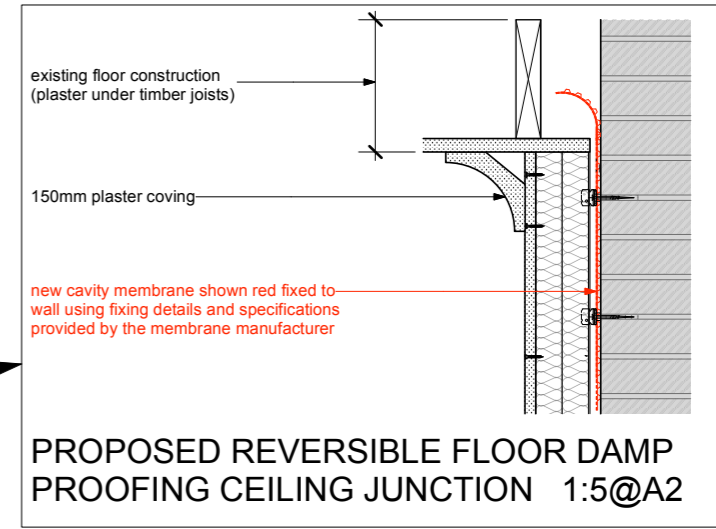 existing floor construction
(plaster under timber joists)
150mm plaster coving
new cavity membrane shown red fixed to
wall using fixing details and specifications
provided by the membrane manufacturer
PROPOSED REVERSIBLE FLOOR DAMP
PROOFING CEILING JUNCTION 1:5@A2